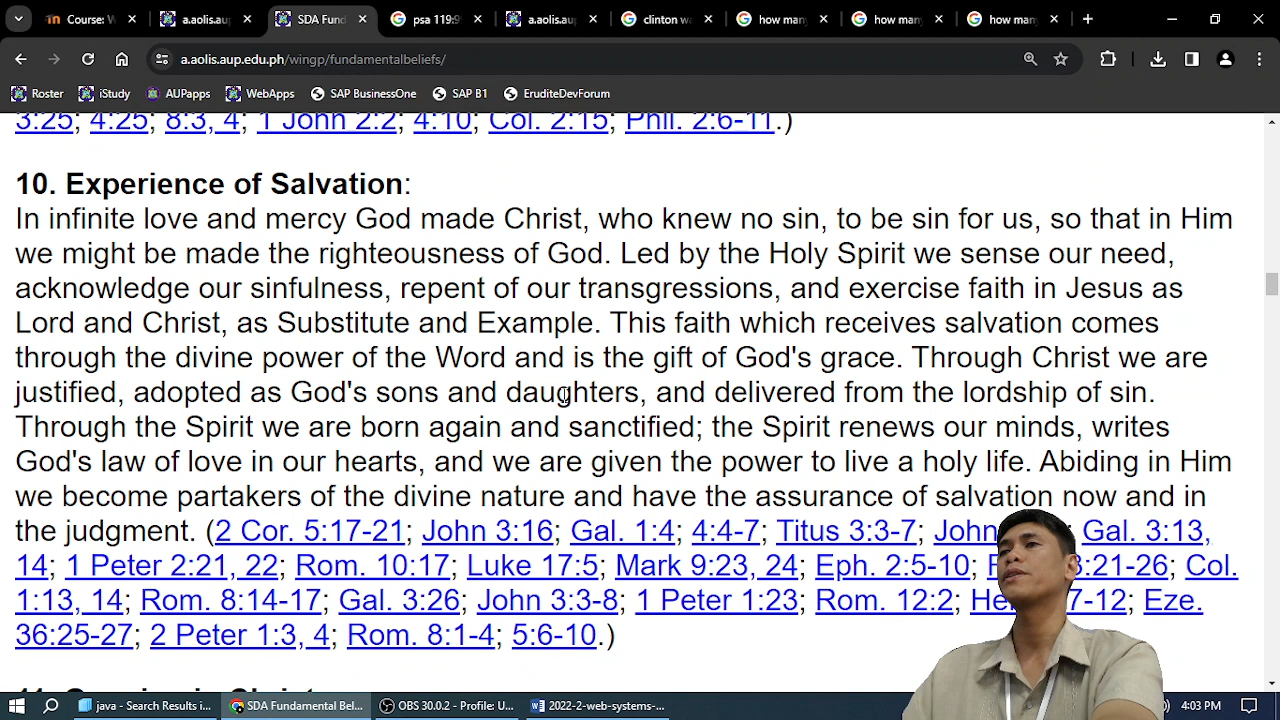 Course: W
a.aolis.aup
SDA Fund
psa 119:9
a.aolis.aup
clinton wa
how many
how many
how many
a.aolis.aup.edu.ph/wingp/fundamentalbeliefs/
Roster
iStudy
AUPapps
WebApps
SAP BusinessOne
SAP B1
EruditeDevForum
3:25; 4:25; 8:3, 4; 1 John 2:2; 4:10; Col. 2:15; Phil. 2:6-11.)
10. Experience of Salvation:
In infinite love and mercy God made Christ, who knew no sin, to be sin for us, so that in Him
we might be made the righteousness of God. Led by the Holy Spirit we sense our need,
acknowledge our sinfulness, repent of our transgressions, and exercise faith in Jesus as
Lord and Christ, as Substitute and Example. This faith which receives salvation comes
through the divine power of the Word and is the gift of God's grace. Through Christ we are
justified, adopted as God's sons and daughters, and delivered from the lordship of sin.
Through the Spirit we are born again and sanctified; the Spirit renews our minds, writes
God's law of love in our hearts, and we are given the power to live a holy life. Abiding in Him
we become partakers of the divine nature and have the assurance of salvation now and in
the judgment. (2 Cor. 5:17-21; John 3:16; Gal. 1:4; 4:4-7; Titus 3:3-7; John Gal. 3:13,
14; 1 Peter 2:21, 22; Rom. 10:17; Luke 17:5; Mark 9:23, 24; Eph. 2:5-10; 3:21-26; Col.
1:13, 14; Rom. 8:14-17; Gal. 3:26; John 3:3-8; 1 Peter 1:23; Rom. 12:2; 7-12; Eze.
36:25-27; 2 Peter 1:3, 4; Rom. 8:1-4; 5:6-10.)
java - Search Results i...
SDA Fundamental Bel...
OBS 30.0.2 - Profile: U...
2022-2-web-systems-...
4:03 PM